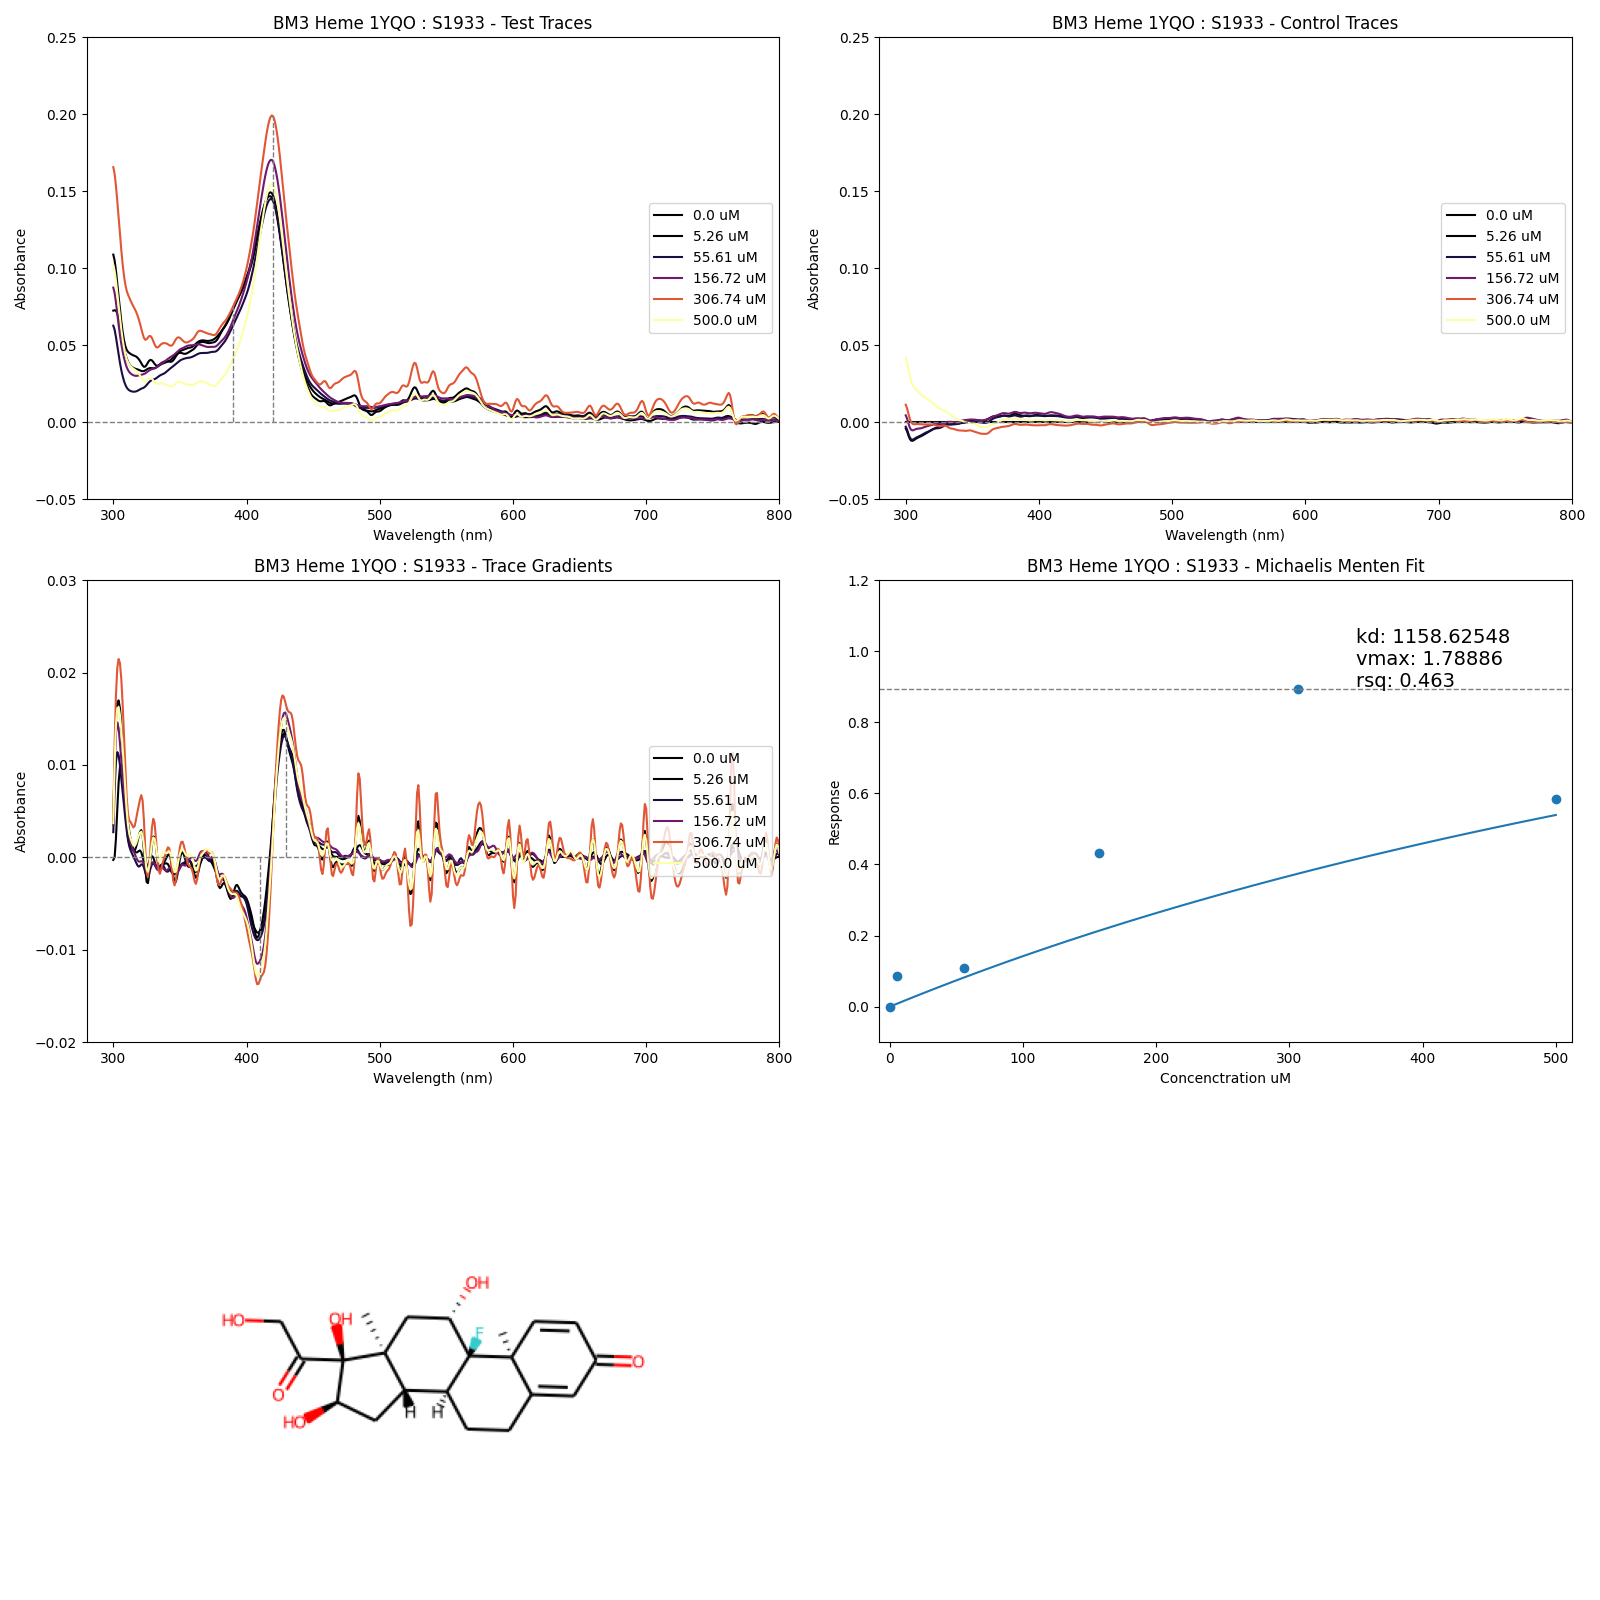 BM3 Heme 1YQO : S1933 - Test Traces
0.25
0.20
0.15
0.10
0.05
0.00
−0.05
Absorbance
300 400 500 600 700 800
Wavelength (nm)
0.0 uM
5.26 uM
55.61 uM
156.72 uM
306.74 uM
500.0 uM
BM3 Heme 1YQO : S1933 - Control Traces
0.25
0.20
0.15
0.10
0.05
0.00
−0.05
Absorbance
300 400 500 600 700 800
Wavelength (nm)
0.0 uM
5.26 uM
55.61 uM
156.72 uM
306.74 uM
500.0 uM
BM3 Heme 1YQO : S1933 - Trace Gradients
0.03
0.02
0.01
0.00
−0.01
−0.02
Absorbance
300 400 500 600 700 800
Wavelength (nm)
0.0 uM
5.26 uM
55.61 uM
156.72 uM
306.74 uM
500.0 uM
BM3 Heme 1YQO : S1933 - Michaelis Menten Fit
1.2
1.0
0.8
0.6
0.4
0.2
0.0
Response
0 100 200 300 400 500
Concenctration uM
kd: 1158.62548
vmax: 1.78886
rsq: 0.463
OH
HO
OH
F
O
O
HO
H
H